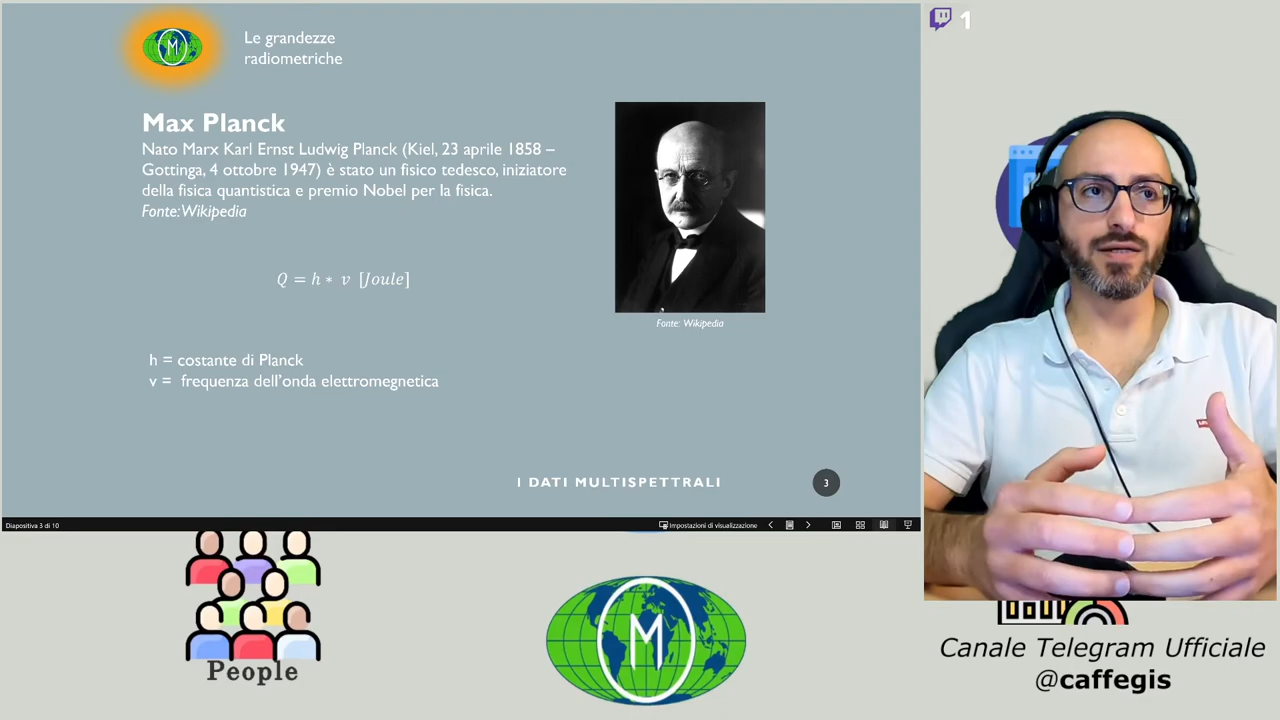 Le grandezze
radiometriche
Max Planck
Nato Marx Karl Ernst Ludwig Planck (Kiel, 23 aprile 1858 –
Gottinga, 4 ottobre 1947) è stato un fisico tedesco, iniziatore
della fisica quantistica e premio Nobel per la fisica.
Fonte:Wikipedia
Q = h * v [Joule]
Fonte: Wikipedia
h = costante di Planck
v = frequenza dell'onda elettromegnetica
I DATI MULTISPETTRALI
3
Diapositiva 3 di 10
Impostazioni di visualizzazione
1
People
M
Canale Telegram Ufficiale
@caffegis